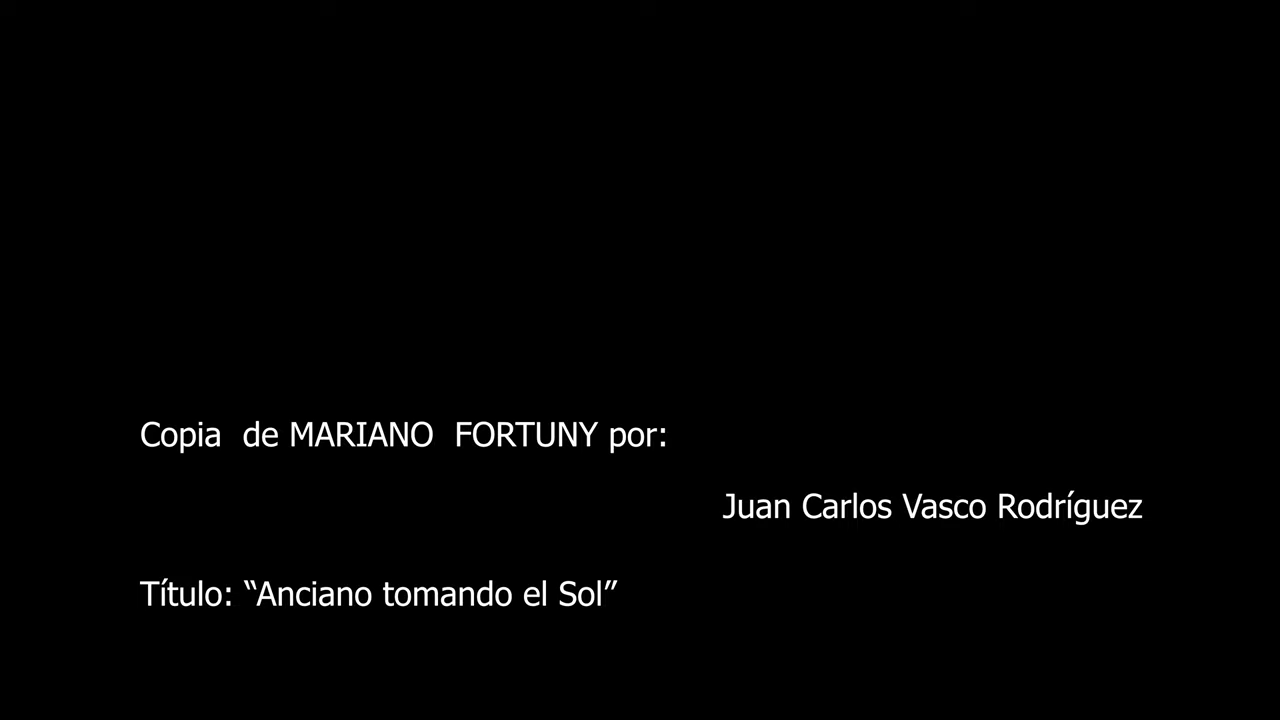 Copia  de MARIANO  FORTUNY por:
Juan Carlos Vasco Rodríguez
Título: “Anciano tomando el Sol”